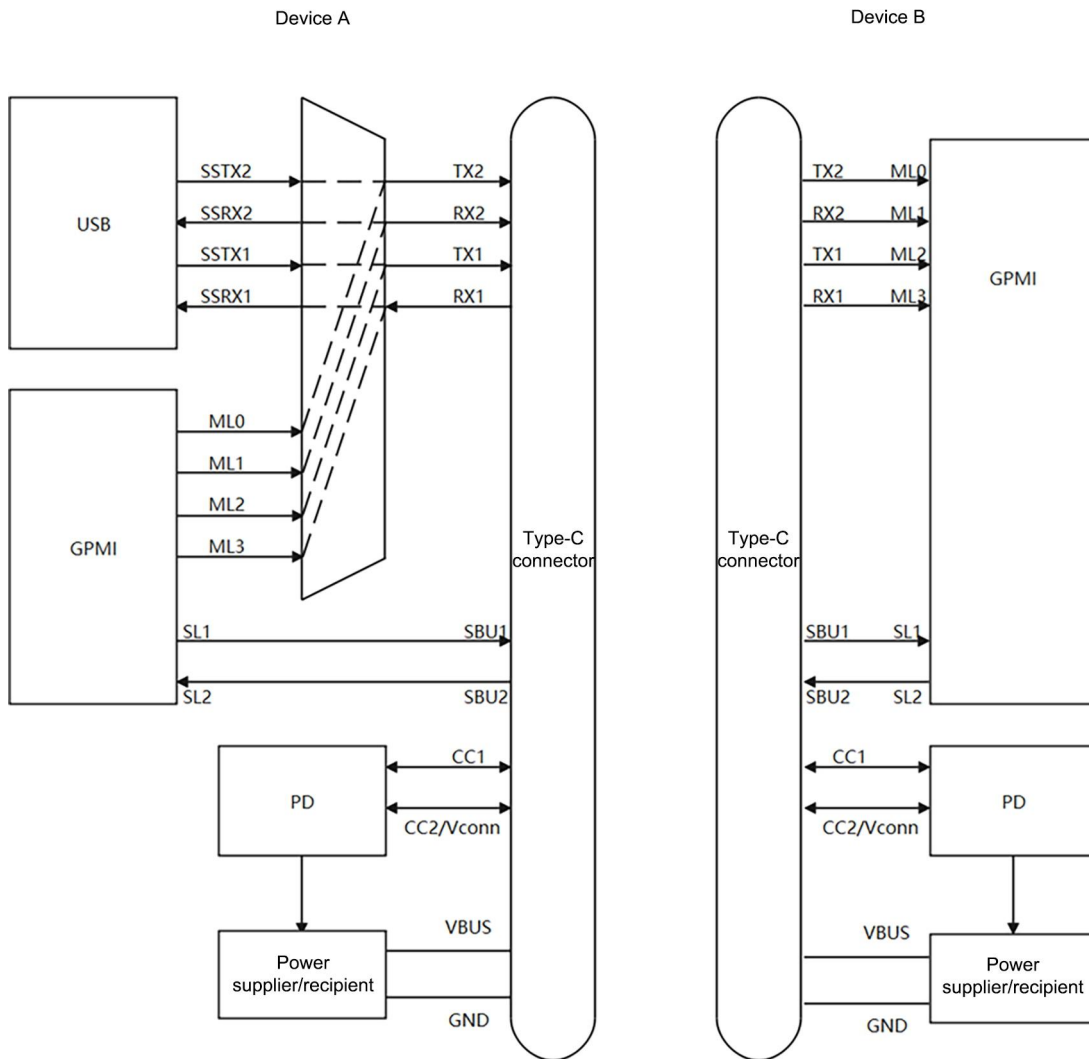 Device A
Device B
SSTX2
TX2
TX2
ML0
SSRX2
RX2
RX2
ML1
USB
SSTX1
TX1
TX1
ML2
GPMI
SSRX1
RX1
RX1
ML3
ML0
ML1
ML2
GPMI
ML3
Type-C
connector
Type-C
connector
SL1
SBU1
SBU1
SL1
SL2
SBU2
SBU2
SL2
CC1
CC1
PD
PD
CC2/Vconn
CC2/Vconn
VBUS
VBUS
Power
supplier/recipient
Power
supplier/recipient
GND
GND